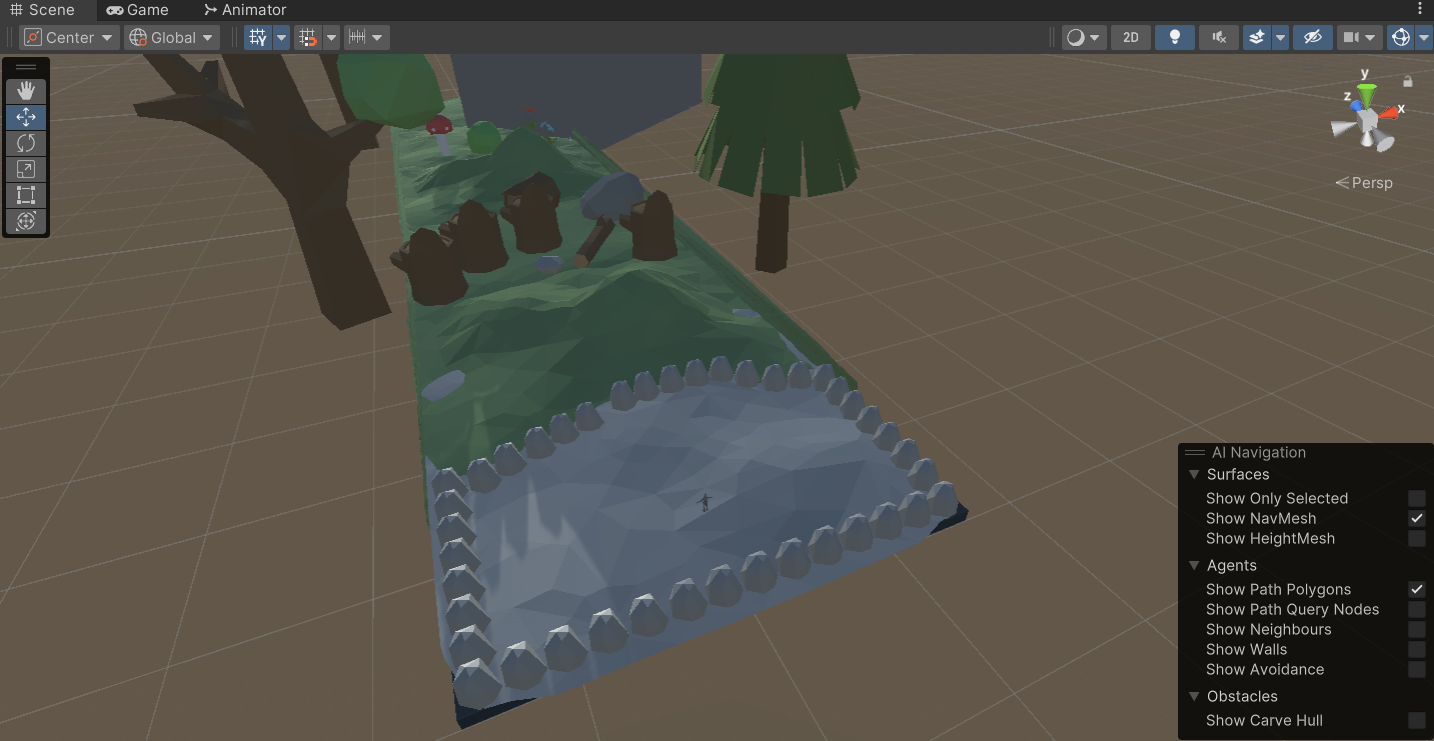 Scene Game Animator
Center Global 2D
y
z
x
Persp
AI Navigation
Surfaces
Show Only Selected
Show NavMesh
Show HeightMesh
Agents
Show Path Polygons
Show Path Query Nodes
Show Neighbours
Show Walls
Show Avoidance
Obstacles
Show Carve Hull